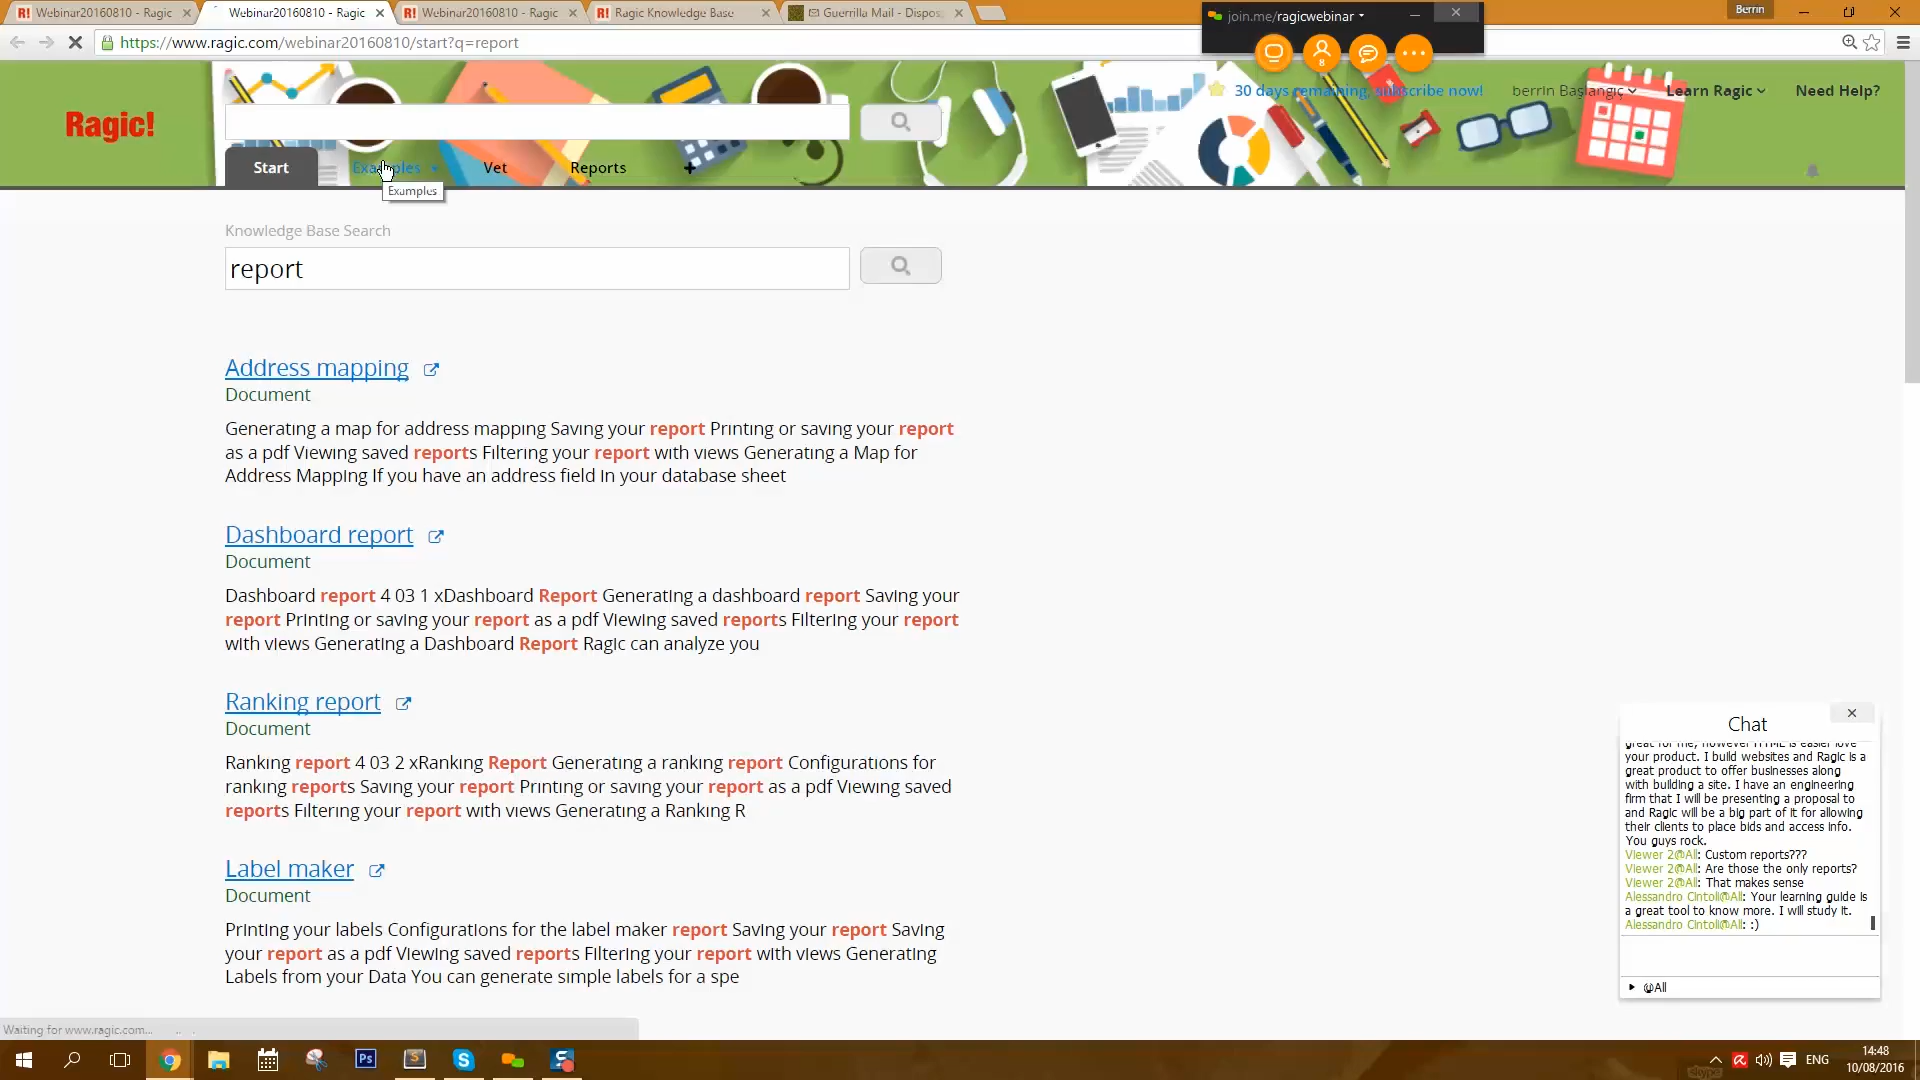 Webinar20160810 - Ragic
Webinar20160810 - Ragic
Webinar20160810 - Ragic
Ragic Knowledge Base
Guerrilla Mail - Dispos
join.me/ragicwebinar
Berrin
https://www.ragic.com/webinar20160810/start?q=report
8
Ragic!
30 days remaining, subscribe now!
berrin Başlangıç
Learn Ragic
Need Help?
Start
Examples
Vet
Reports
+
Examples
Knowledge Base Search
report
Address mapping
Document
Generating a map for address mapping Saving your report Printing or saving your report
as a pdf Viewing saved reports Filtering your report with views Generating a Map for
Address Mapping If you have an address field in your database sheet
Dashboard report
Document
Dashboard report 4 03 1 xDashboard Report Generating a dashboard report Saving your
report Printing or saving your report as a pdf Viewing saved reports Filtering your report
with views Generating a Dashboard Report Ragic can analyze you
Ranking report
Document
Ranking report 4 03 2 xRanking Report Generating a ranking report Configurations for
ranking reports Saving your report Printing or saving your report as a pdf Viewing saved
reports Filtering your report with views Generating a Ranking R
Label maker
Document
Printing your labels Configurations for the label maker report Saving your report Saving
your report as a pdf Viewing saved reports Filtering your report with views Generating
Labels from your Data You can generate simple labels for a spe
Chat
great for me, however HTML is easier love
your product. I build websites and Ragic is a
great product to offer businesses along
with building a site. I have an engineering
firm that I will be presenting a proposal to
and Ragic will be a big part of it for allowing
their clients to place bids and access info.
You guys rock.
Viewer 2@All: Custom reports???
Viewer 2@All: Are those the only reports?
Viewer 2@All: That makes sense
Alessandro Cintoli@All: Your learning guide is
a great tool to know more. I will study it.
Alessandro Cintoli@All: :)
@All
Waiting for www.ragic.com...
Ps
ENG
14:48
10/08/2016